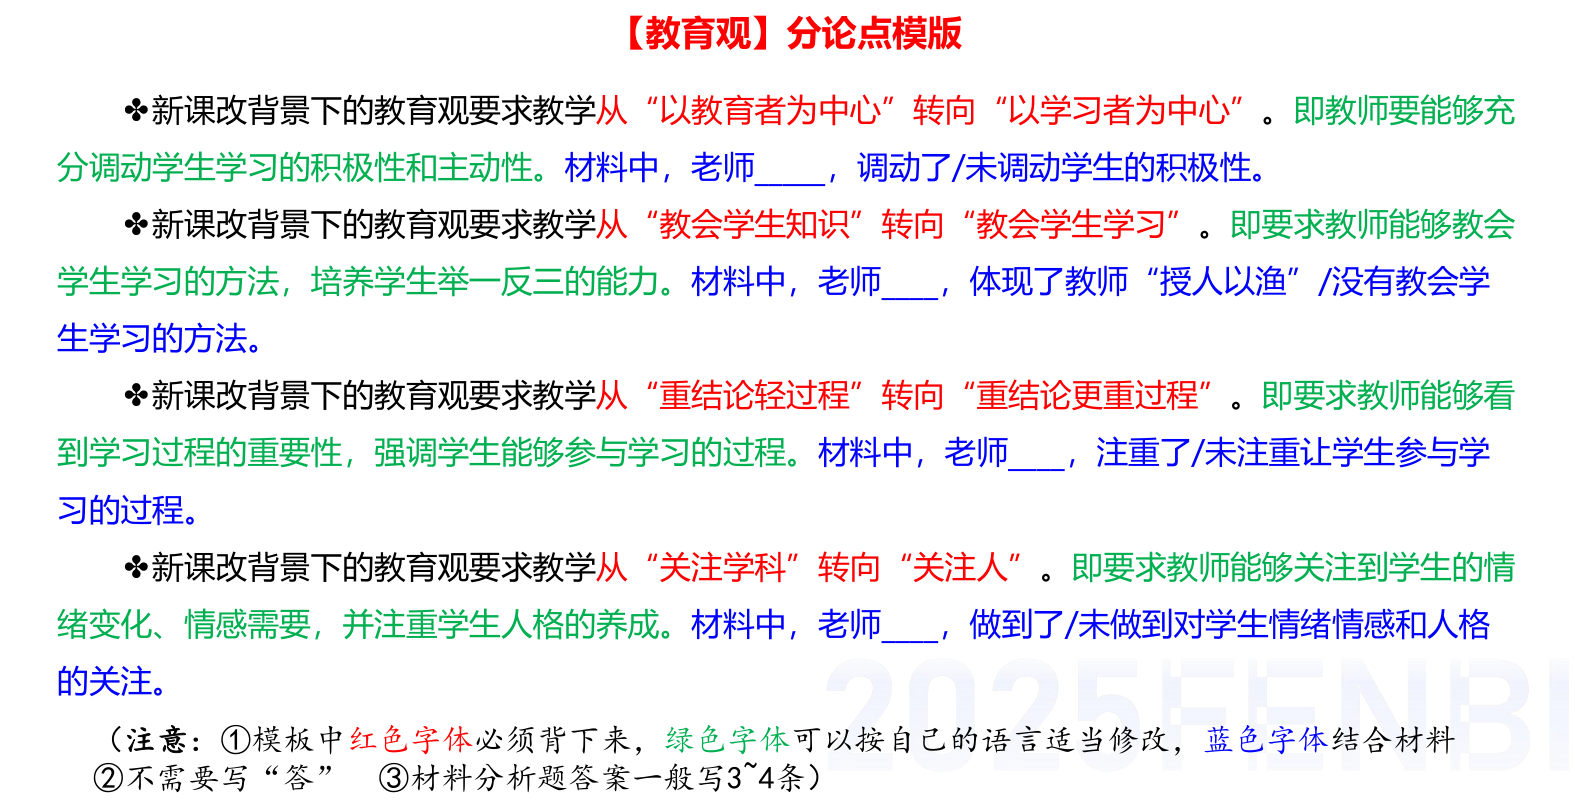 【教育观】分论点模版
✤新课改背景下的教育观要求教学从“以教育者为中心”转向“以学习者为中心”。即教师要能够充
分调动学生学习的积极性和主动性。材料中，老师_____，调动了/未调动学生的积极性。
✤新课改背景下的教育观要求教学从“教会学生知识”转向“教会学生学习”。即要求教师能够教会
学生学习的方法，培养学生举一反三的能力。材料中，老师____，体现了教师“授人以渔”/没有教会学
生学习的方法。
✤新课改背景下的教育观要求教学从“重结论轻过程”转向“重结论更重过程”。即要求教师能够看
到学习过程的重要性，强调学生能够参与学习的过程。材料中，老师____，注重了/未注重让学生参与学
习的过程。
✤新课改背景下的教育观要求教学从“关注学科”转向“关注人”。即要求教师能够关注到学生的情
绪变化、情感需要，并注重学生人格的养成。材料中，老师____，做到了/未做到对学生情绪情感和人格
的关注。
2025FENBI
（注意：①模板中红色字体必须背下来，绿色字体可以按自己的语言适当修改，蓝色字体结合材料
②不需要写“答” ③材料分析题答案一般写3~4条）